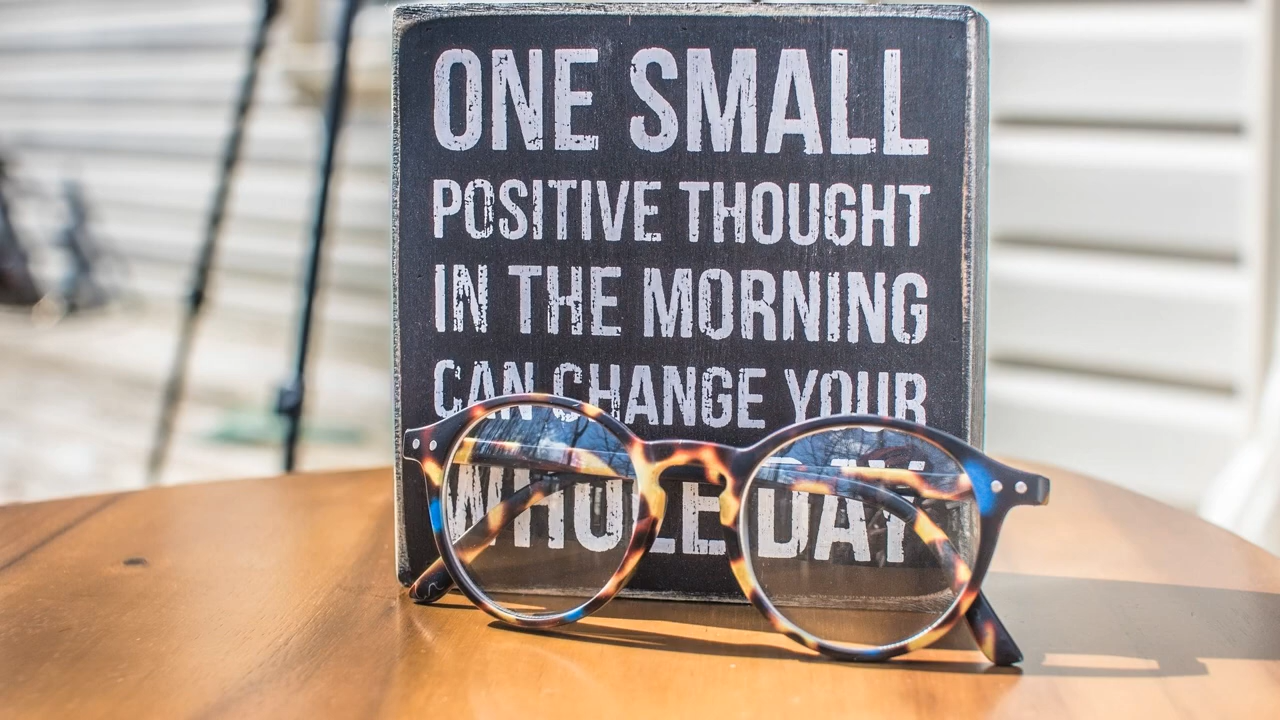 ONE SMALL
POSITIVE THOUGHT
IN THE MORNING
CAN CHANGE YOUR
WHOLE DAY